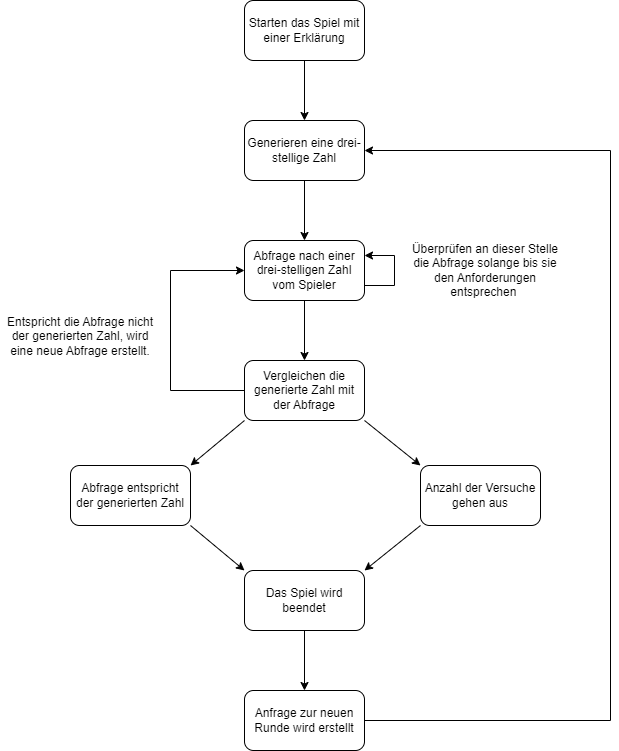 Starten das Spiel mit
einer Erklärung
Generieren eine drei-
stellige Zahl
Abfrage nach einer
drei-stelligen Zahl
vom Spieler
Überprüfen an dieser Stelle
die Abfrage solange bis sie
den Anforderungen
entsprechen
Entspricht die Abfrage nicht
der generierten Zahl, wird
eine neue Abfrage erstellt.
Vergleichen die
generierte Zahl mit
der Abfrage
Abfrage entspricht
der generierten Zahl
Anzahl der Versuche
gehen aus
Das Spiel wird
beendet
Anfrage zur neuen
Runde wird erstellt